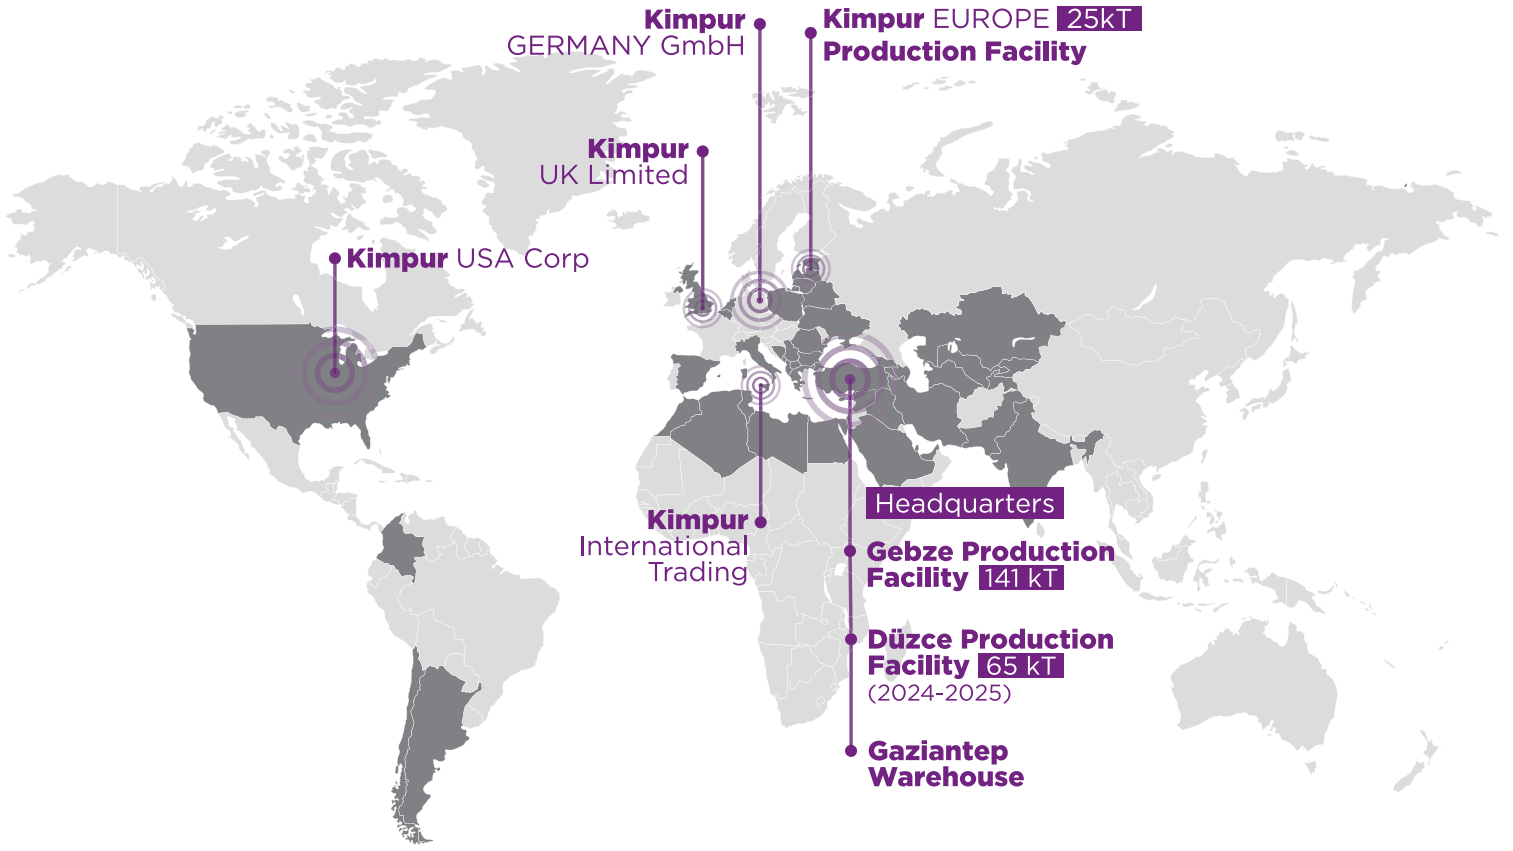 Kimpur
GERMANY GmbH
Kimpur EUROPE 25kT
Production Facility
Kimpur
UK Limited
Kimpur USA Corp
Kimpur
International
Trading
Headquarters
Gebze Production
Facility 141 kT
Düzce Production
Facility 65 kT
(2024-2025)
Gaziantep
Warehouse